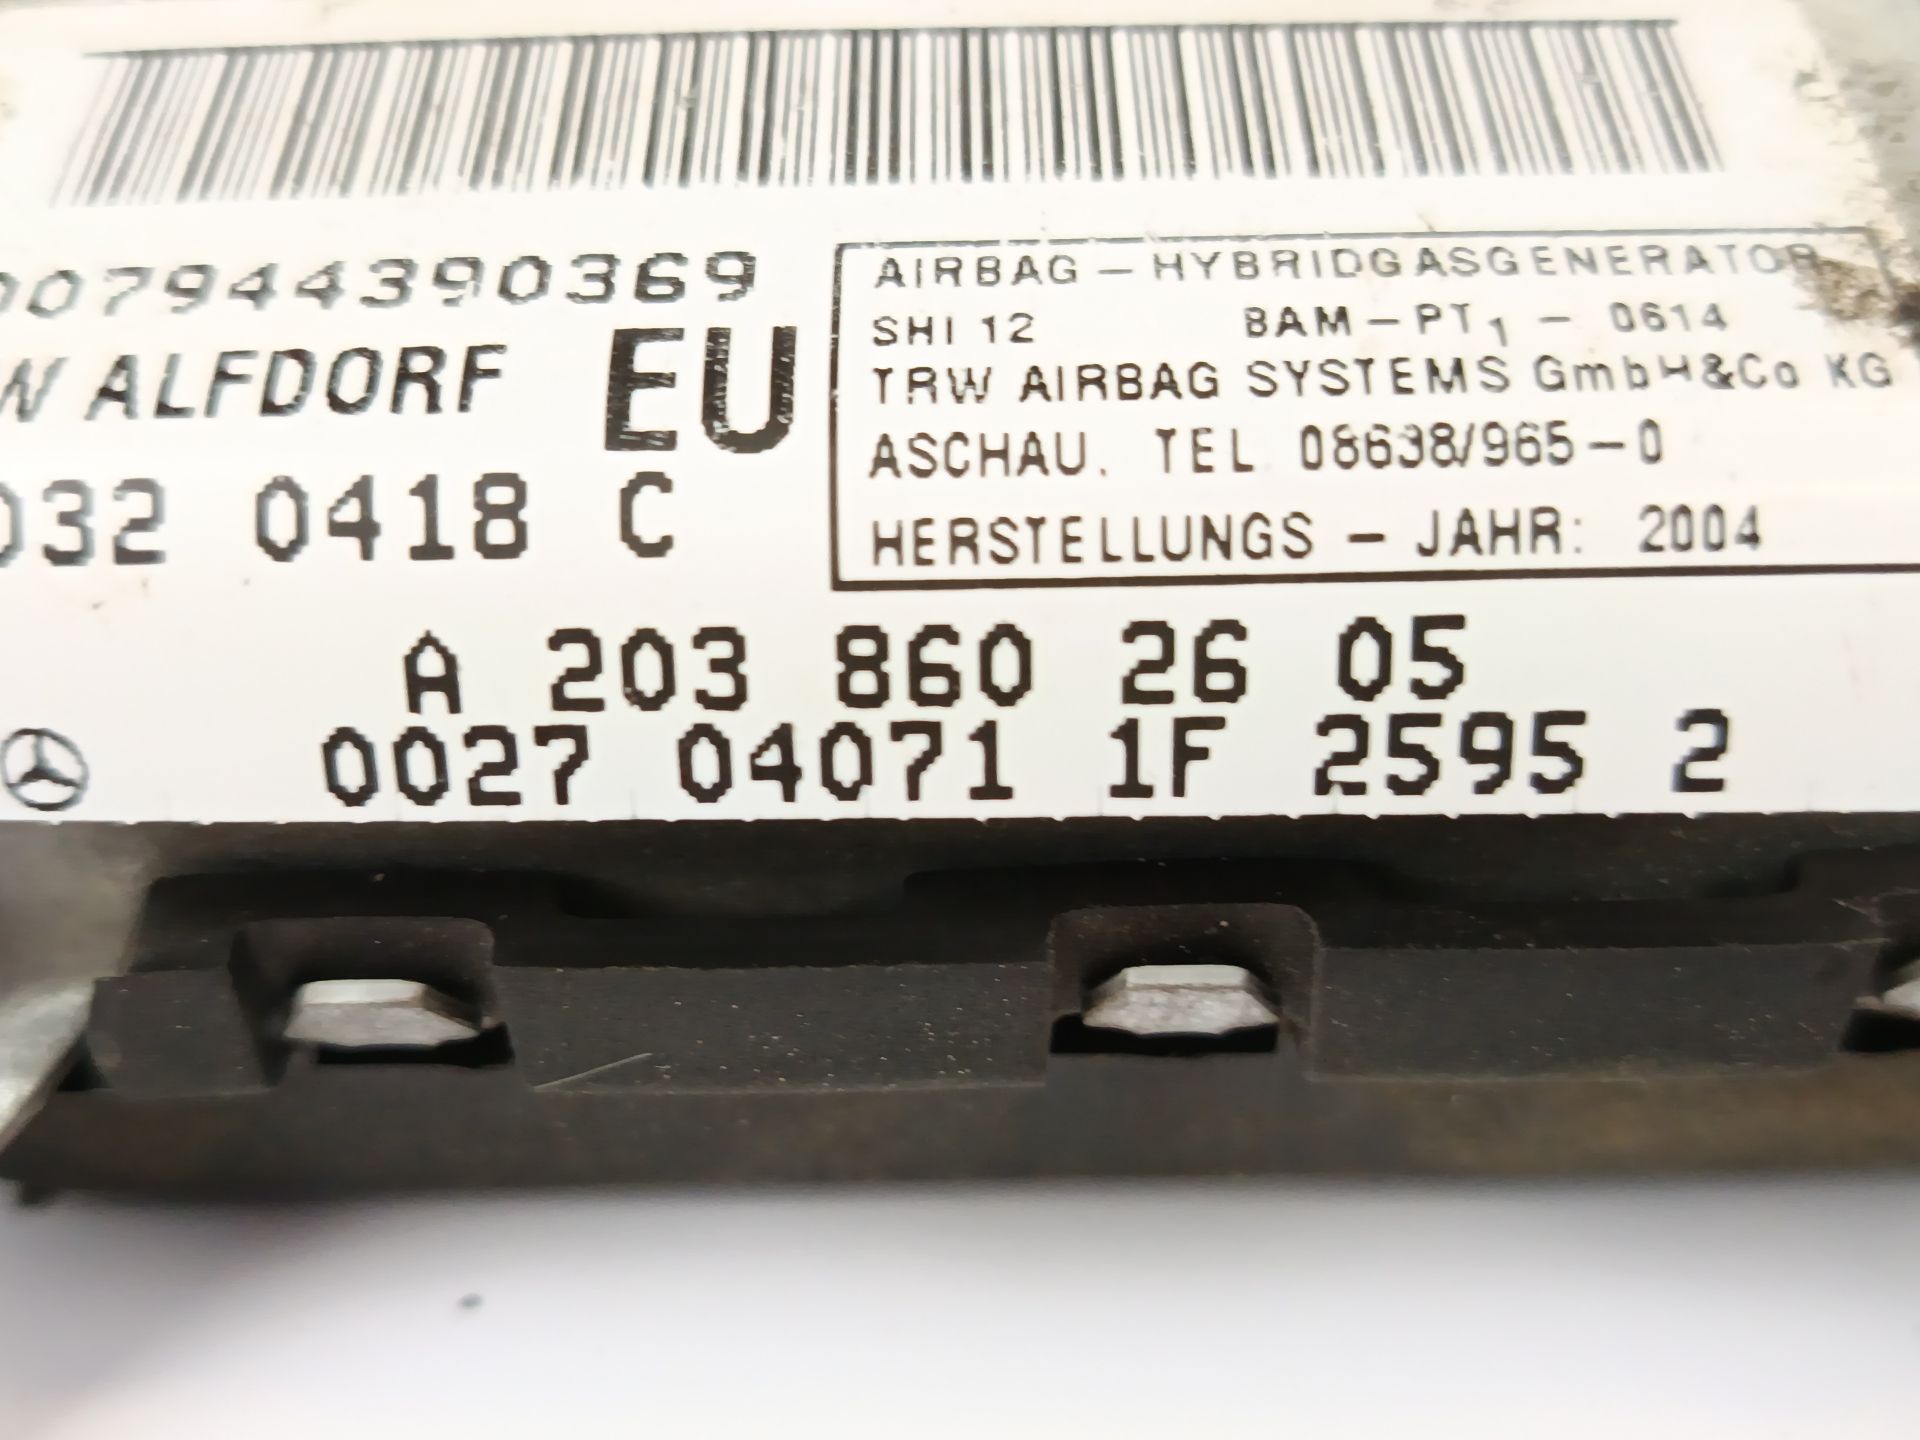 007944390369
W ALFDORF EU
032 0418 C
AIRBAG – HYBRIDGASGENERATOR
SHI 12 BAM – PT1 – 0614
TRW AIRBAG SYSTEMS GmbH&Co KG
ASCHAU. TEL 08638/965-0
HERSTELLUNGS – JAHR: 2004
A 203 860 26 05
0027 04071 1F 2595 2